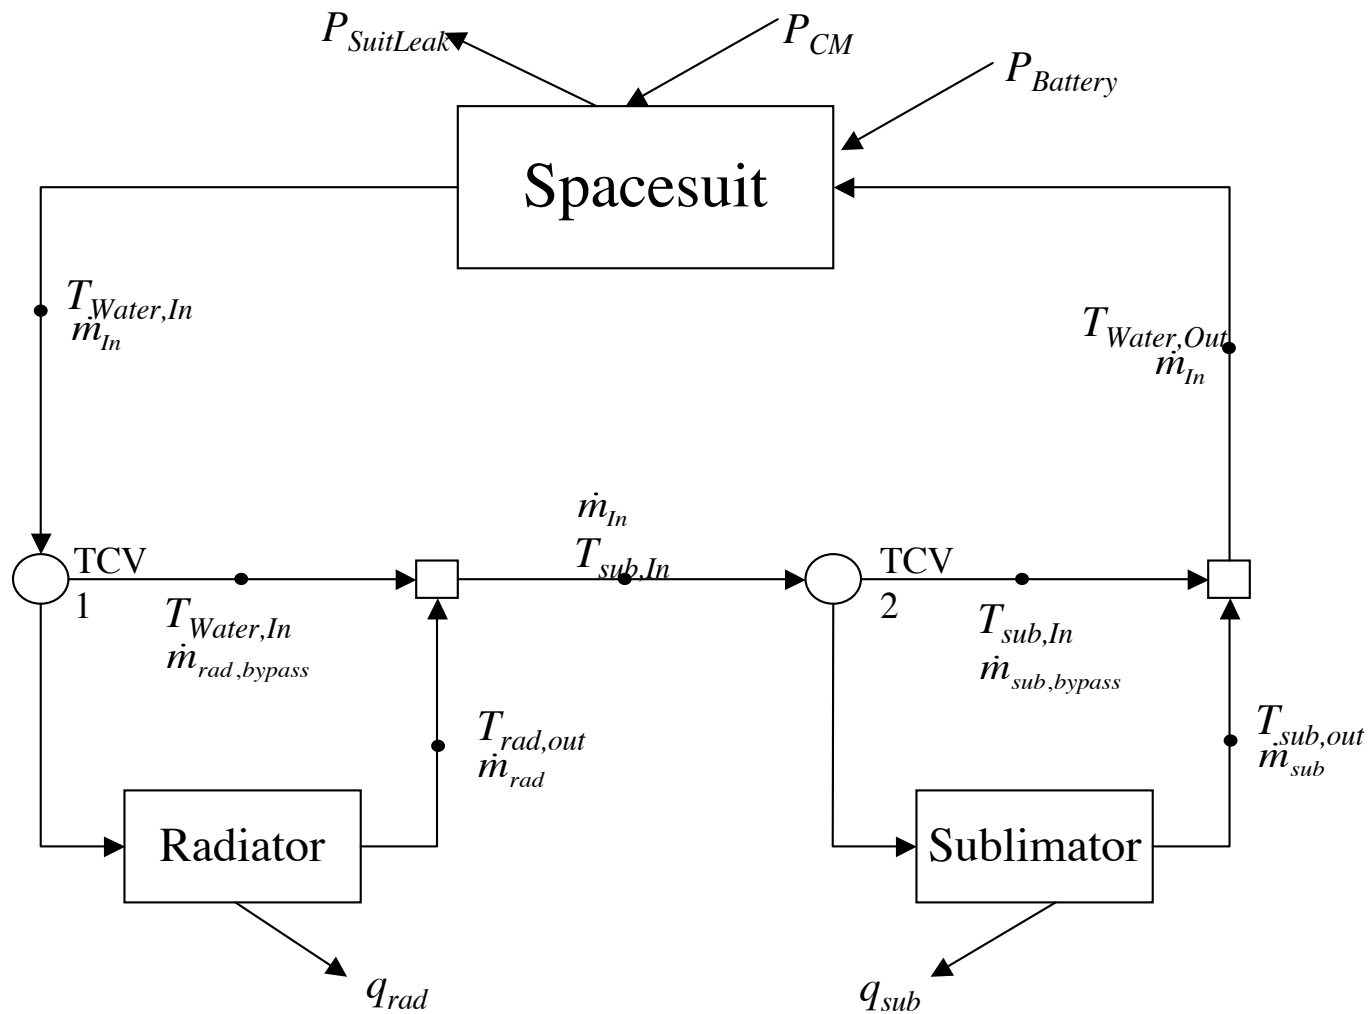 P_SuitLeak
P_CM
P_Battery
Spacesuit
T_Water,In
ṁ_In
T_Water,Out
ṁ_In
ṁ_In
T_sub,In
TCV
1
T_Water,In
ṁ_rad,bypass
TCV
2
T_sub,In
ṁ_sub,bypass
T_rad,out
ṁ_rad
T_sub,out
ṁ_sub
Radiator
Sublimator
q_rad
q_sub